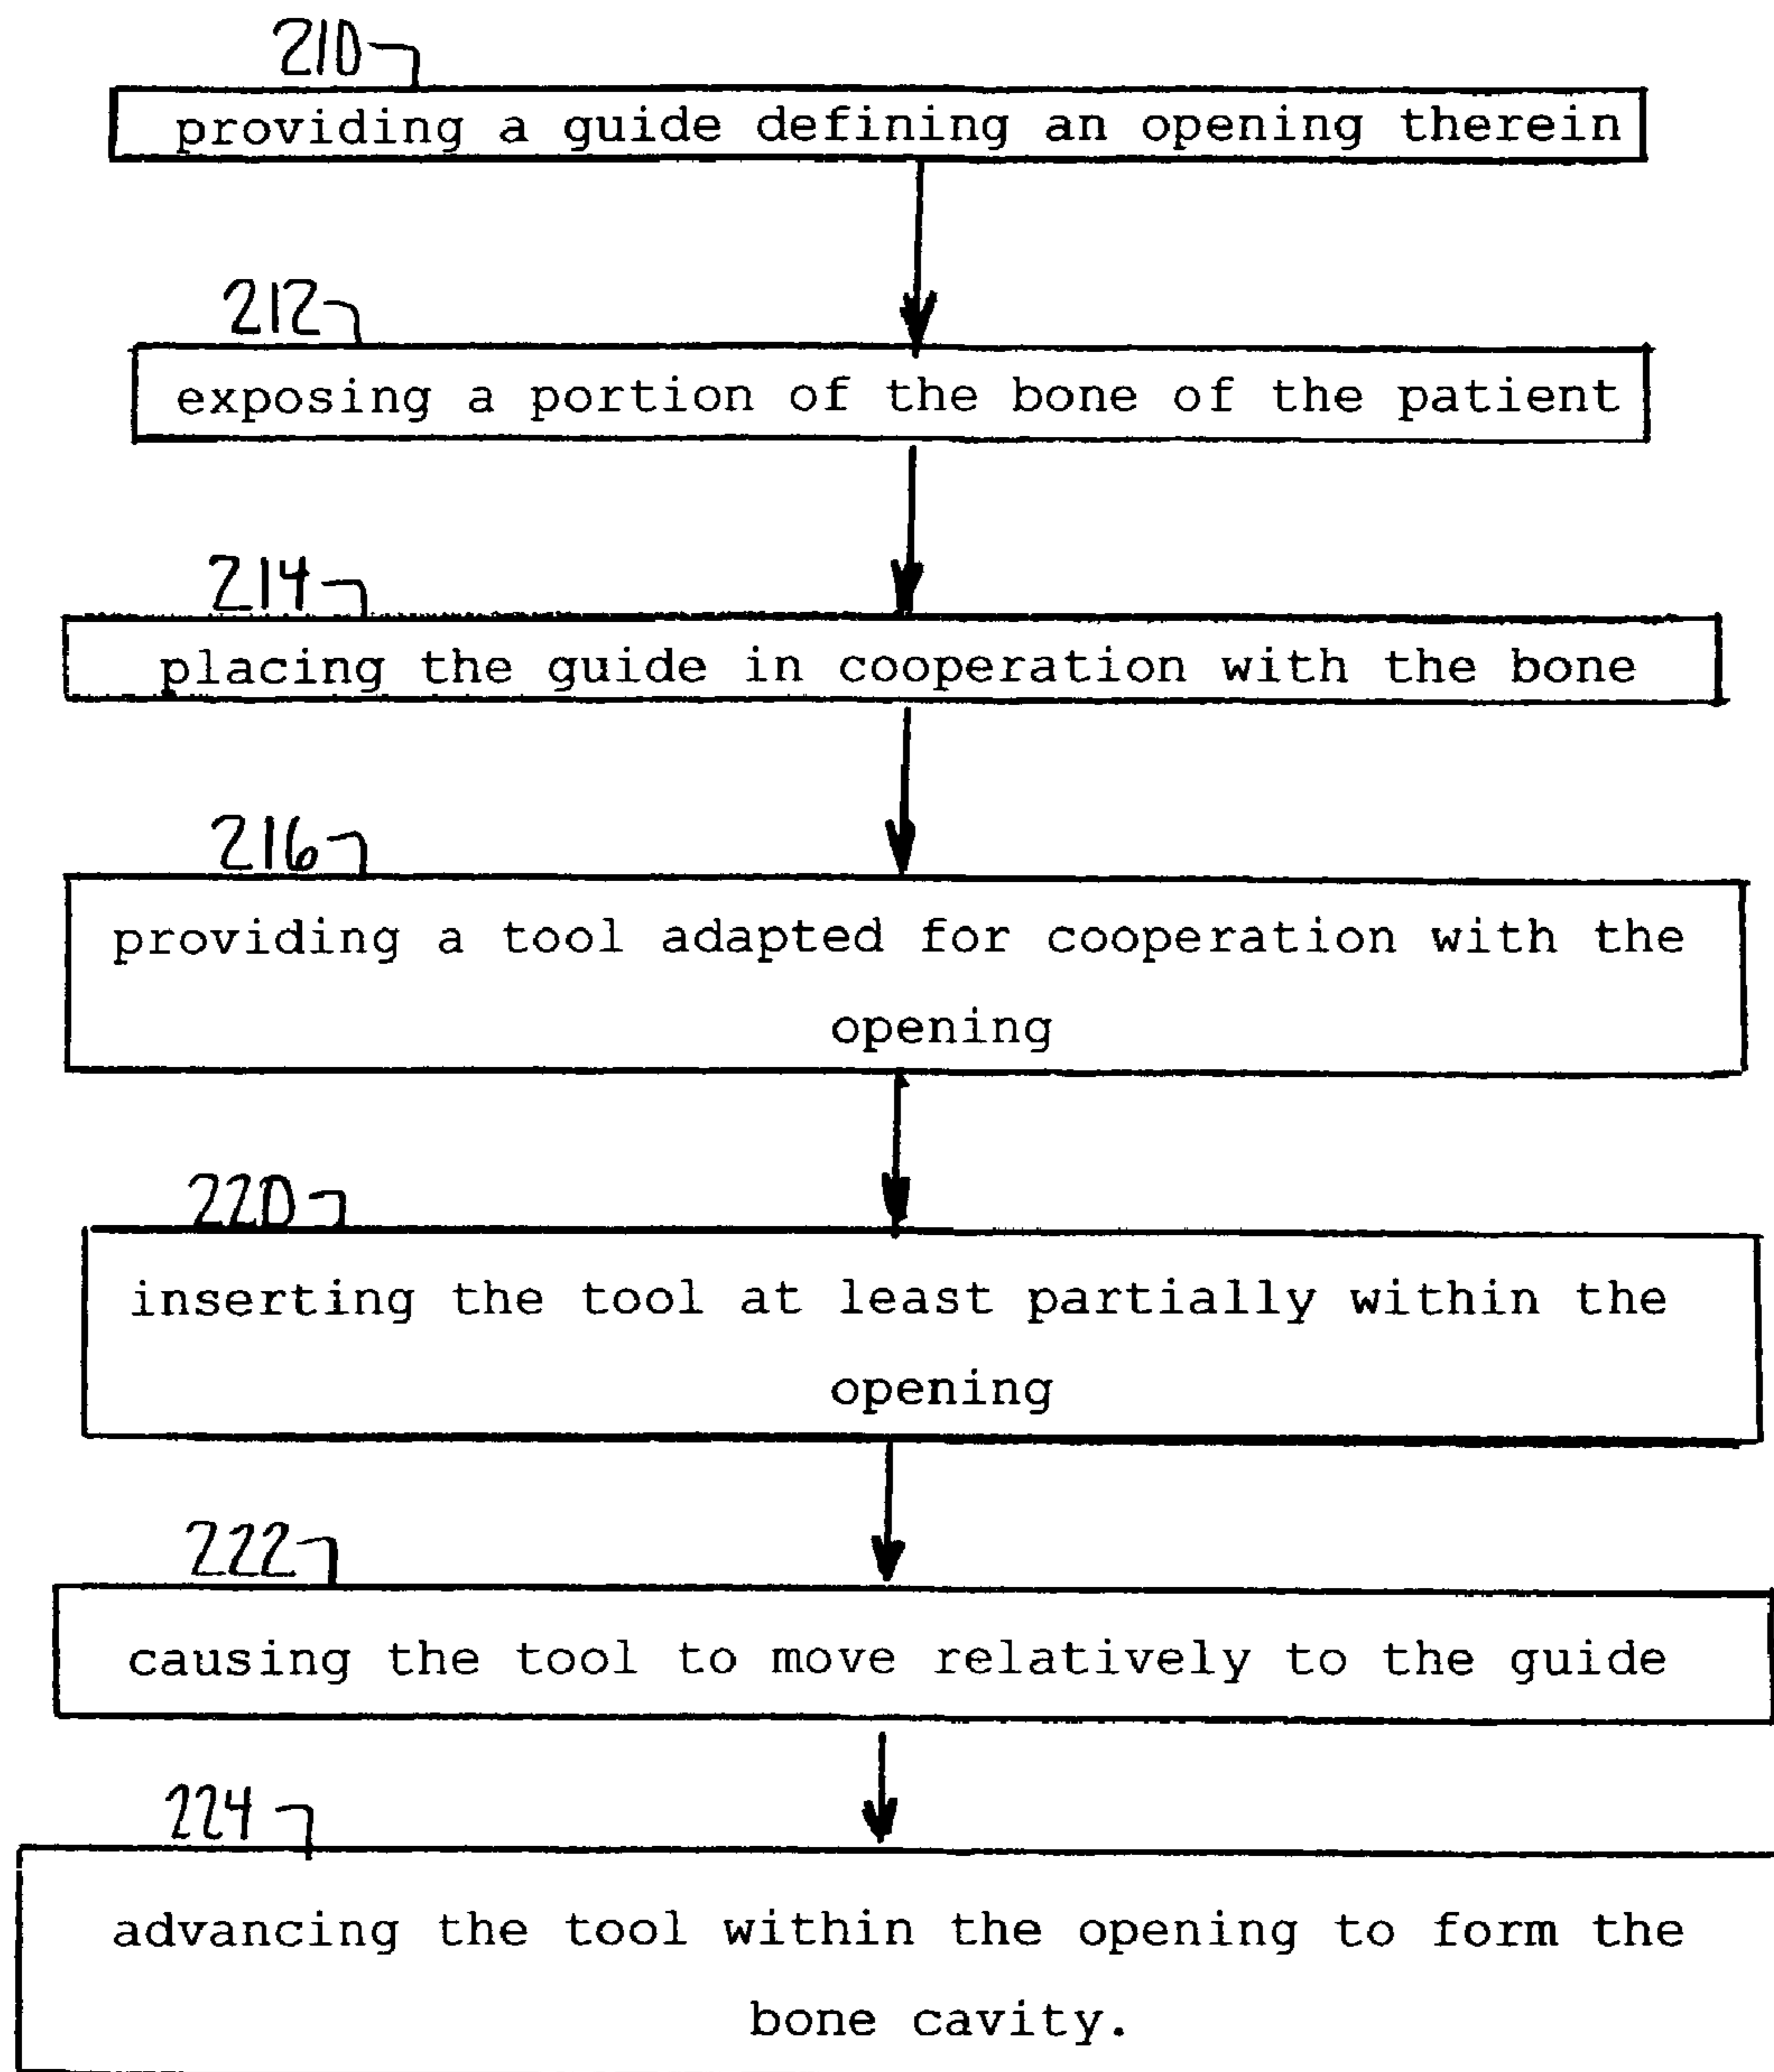 210
providing a guide defining an opening therein
212
exposing a portion of the bone of the patient
214
placing the guide in cooperation with the bone
216
providing a tool adapted for cooperation with the
opening
220
inserting the tool at least partially within the
opening
222
causing the tool to move relatively to the guide
224
advancing the tool within the opening to form the
bone cavity.